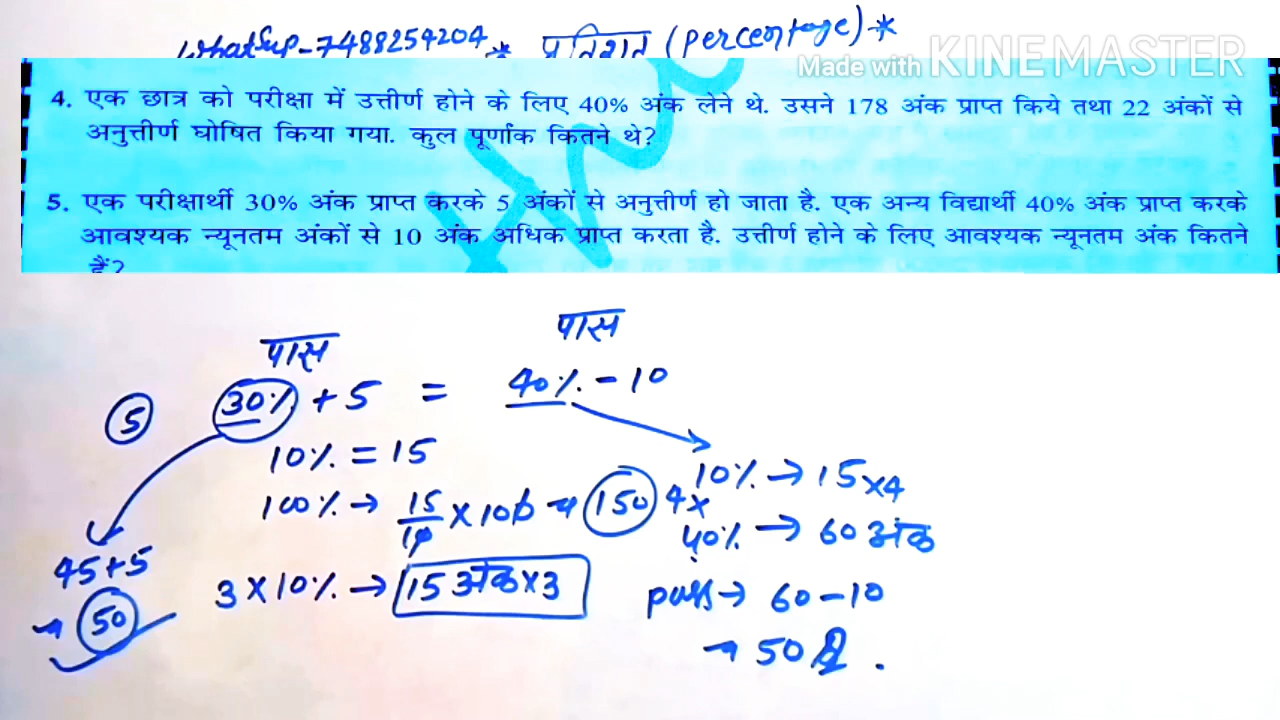 WhatSup-7488254204 * प्रतिशत (percentage) *
Made with KINEMASTER
4. एक छात्र को परीक्षा में उत्तीर्ण होने के लिए 40% अंक लेने थे. उसने 178 अंक प्राप्त किये तथा 22 अंकों से
अनुत्तीर्ण घोषित किया गया. कुल पूर्णांक कितने थे?
5. एक परीक्षार्थी 30% अंक प्राप्त करके 5 अंकों से अनुत्तीर्ण हो जाता है. एक अन्य विद्यार्थी 40% अंक प्राप्त करके
आवश्यक न्यूनतम अंकों से 10 अंक अधिक प्राप्त करता है. उत्तीर्ण होने के लिए आवश्यक न्यूनतम अंक कितने
हैं?
पास पास
5 30% + 5 = 40% - 10
10% = 15
100% → 15/10 × 100 → 150
45+5
→ 50
3 × 10% → 15 अंक × 3
10% → 15 × 4
4×
40% → 60 अंक
pass → 60 - 10
→ 50